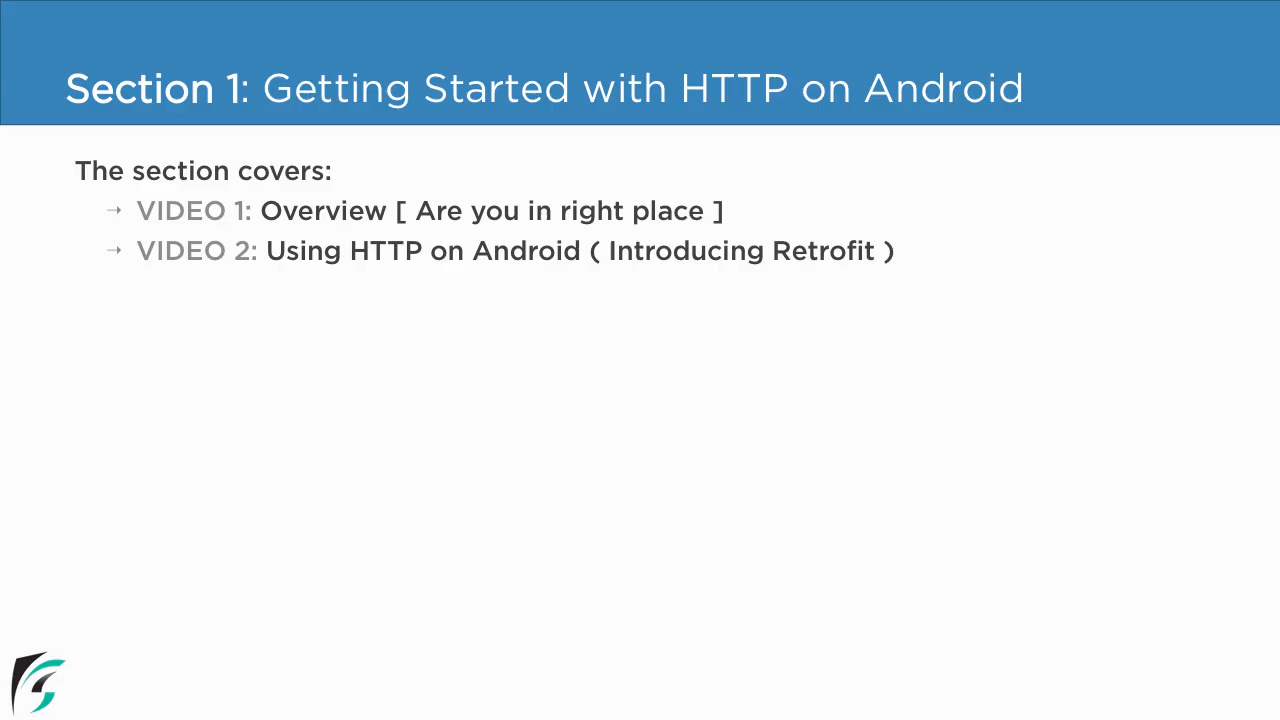 Section 1: Getting Started with HTTP on Android
The section covers:
➝ VIDEO 1: Overview [ Are you in right place ]
➝ VIDEO 2: Using HTTP on Android ( Introducing Retrofit )